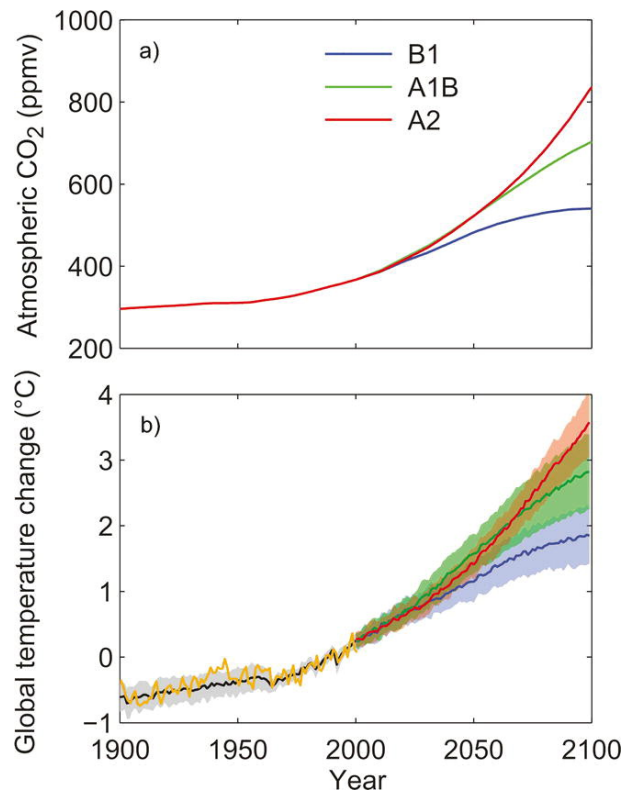 1000
a)
B1
A1B
A2
800
600
400
200
Atmospheric CO₂ (ppmv)
4
b)
3
2
1
0
−1
Global temperature change (°C)
1900 1950 2000 2050 2100
Year